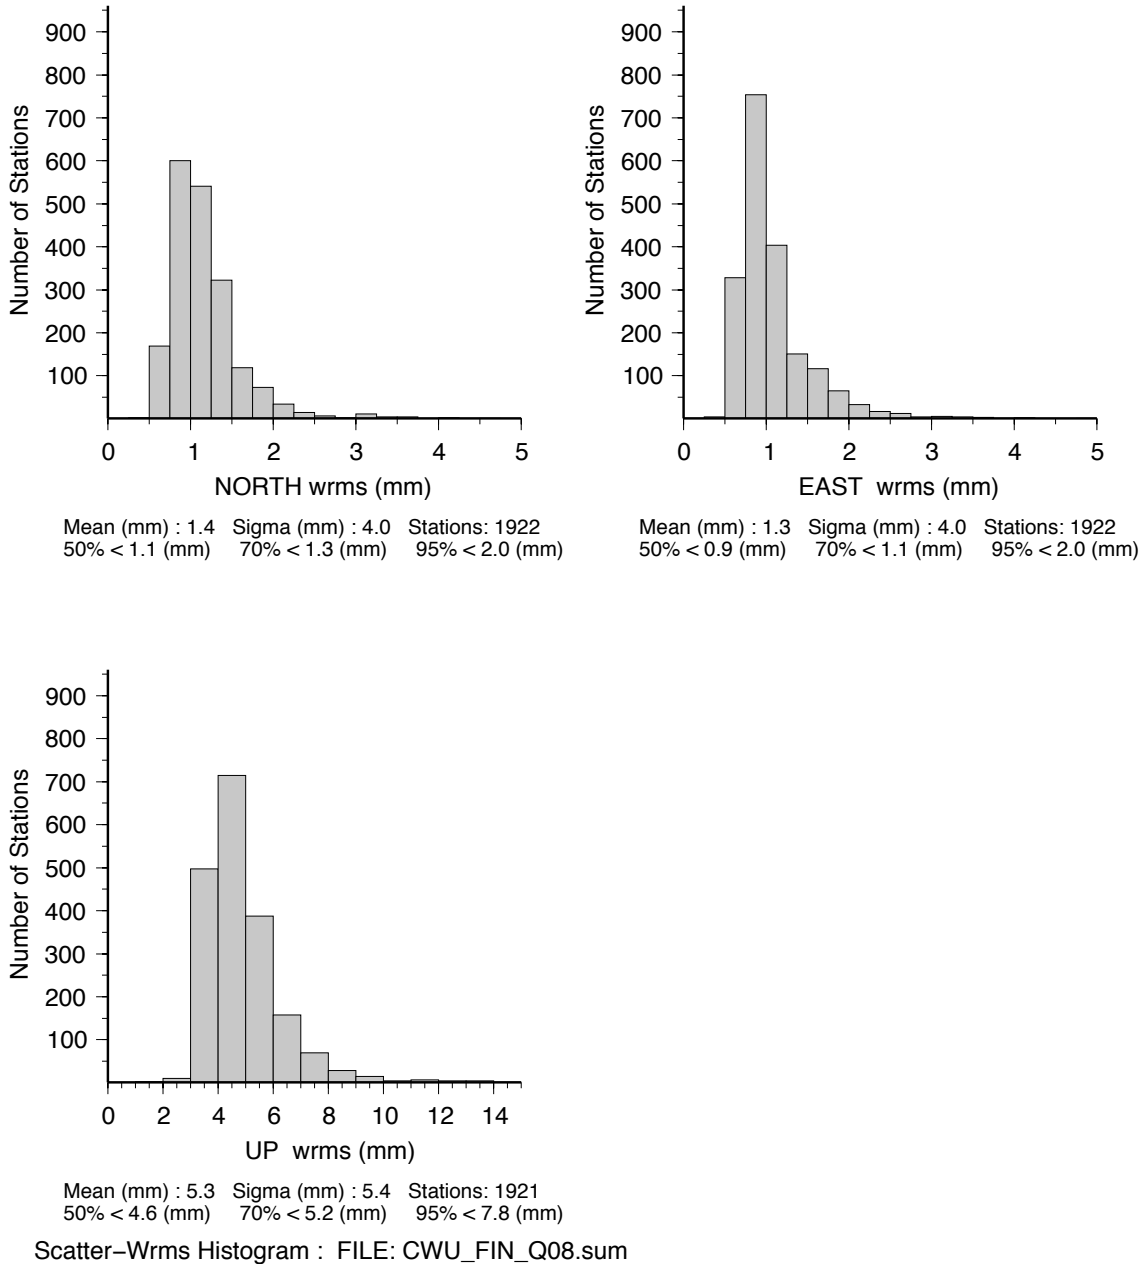 900
800
700
600
500
400
300
200
100
Number of Stations
0 1 2 3 4 5
NORTH wrms (mm)
Mean (mm) : 1.4 Sigma (mm) : 4.0 Stations: 1922
50% < 1.1 (mm) 70% < 1.3 (mm) 95% < 2.0 (mm)
900
800
700
600
500
400
300
200
100
Number of Stations
0 1 2 3 4 5
EAST wrms (mm)
Mean (mm) : 1.3 Sigma (mm) : 4.0 Stations: 1922
50% < 0.9 (mm) 70% < 1.1 (mm) 95% < 2.0 (mm)
900
800
700
600
500
400
300
200
100
Number of Stations
0 2 4 6 8 10 12 14
UP wrms (mm)
Mean (mm) : 5.3 Sigma (mm) : 5.4 Stations: 1921
50% < 4.6 (mm) 70% < 5.2 (mm) 95% < 7.8 (mm)
Scatter−Wrms Histogram : FILE: CWU_FIN_Q08.sum